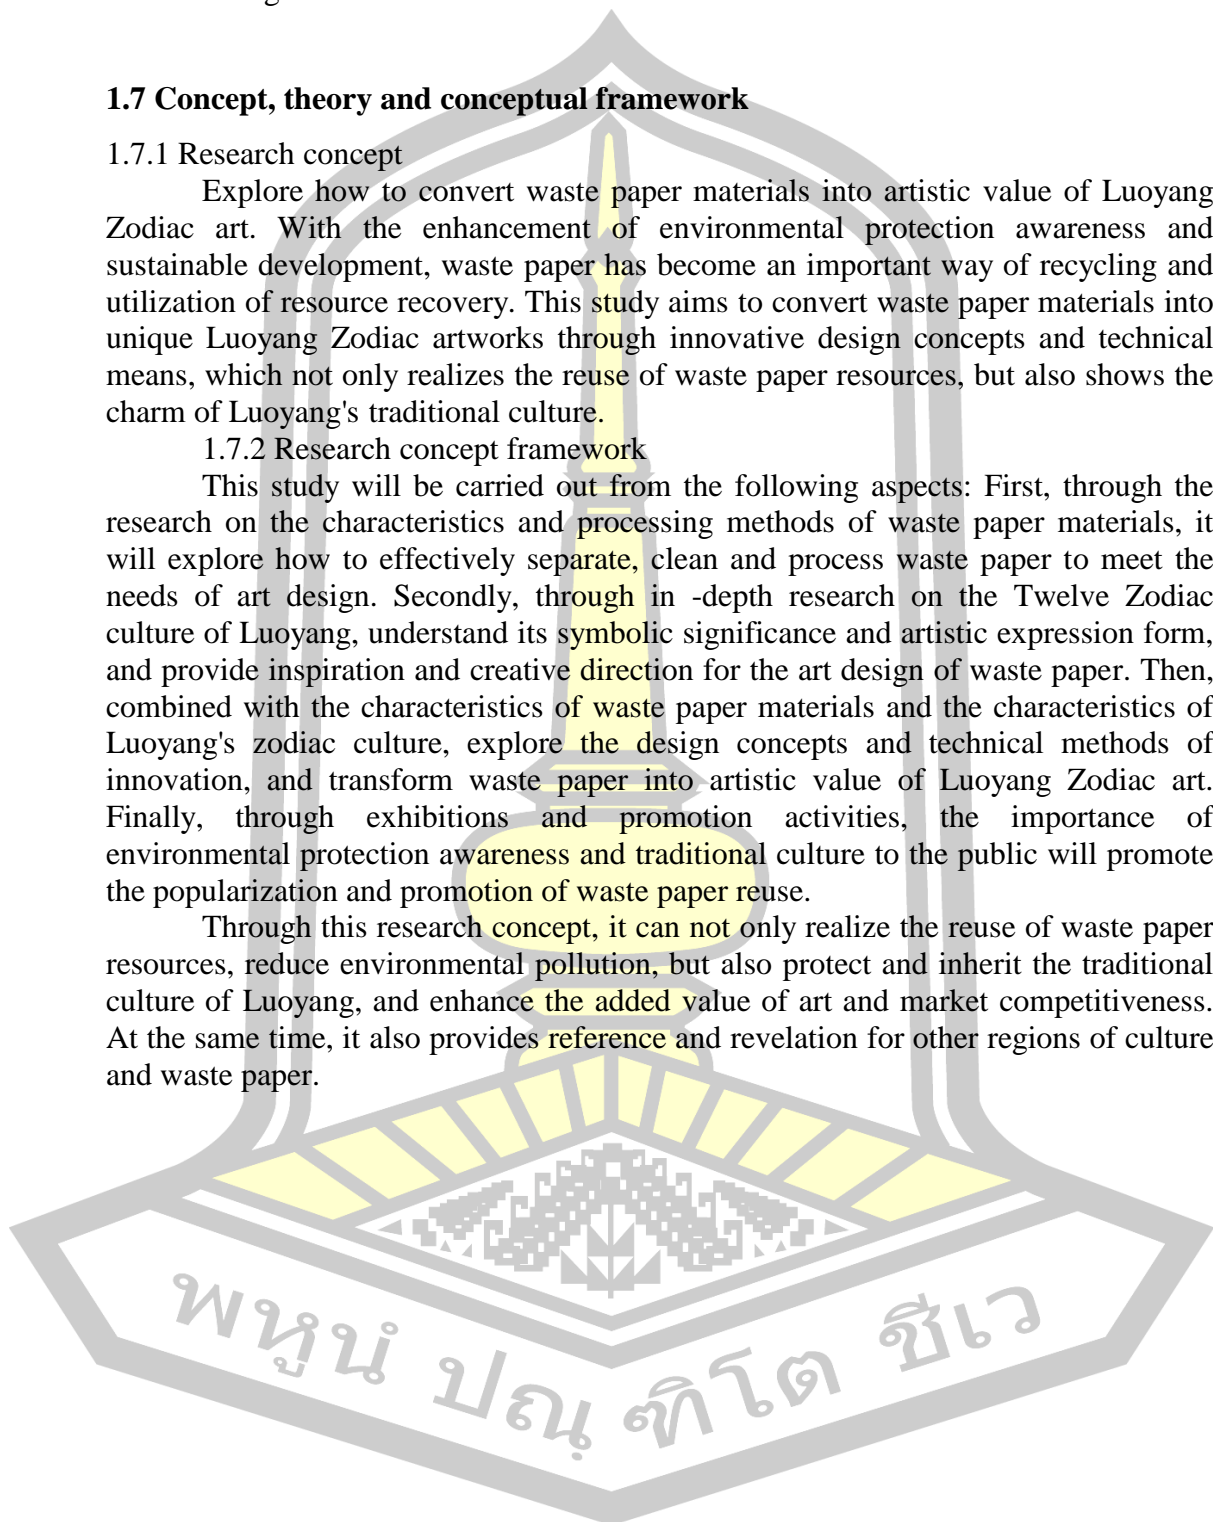 1.7 Concept, theory and conceptual framework
1.7.1 Research concept
Explore how to convert waste paper materials into artistic value of Luoyang
Zodiac art. With the enhancement of environmental protection awareness and
sustainable development, waste paper has become an important way of recycling and
utilization of resource recovery. This study aims to convert waste paper materials into
unique Luoyang Zodiac artworks through innovative design concepts and technical
means, which not only realizes the reuse of waste paper resources, but also shows the
charm of Luoyang's traditional culture.
1.7.2 Research concept framework
This study will be carried out from the following aspects: First, through the
research on the characteristics and processing methods of waste paper materials, it
will explore how to effectively separate, clean and process waste paper to meet the
needs of art design. Secondly, through in -depth research on the Twelve Zodiac
culture of Luoyang, understand its symbolic significance and artistic expression form,
and provide inspiration and creative direction for the art design of waste paper. Then,
combined with the characteristics of waste paper materials and the characteristics of
Luoyang's zodiac culture, explore the design concepts and technical methods of
innovation, and transform waste paper into artistic value of Luoyang Zodiac art.
Finally, through exhibitions and promotion activities, the importance of
environmental protection awareness and traditional culture to the public will promote
the popularization and promotion of waste paper reuse.
Through this research concept, it can not only realize the reuse of waste paper
resources, reduce environmental pollution, but also protect and inherit the traditional
culture of Luoyang, and enhance the added value of art and market competitiveness.
At the same time, it also provides reference and revelation for other regions of culture
and waste paper.
พหูนํ ปณฺฑิโต ชีเว